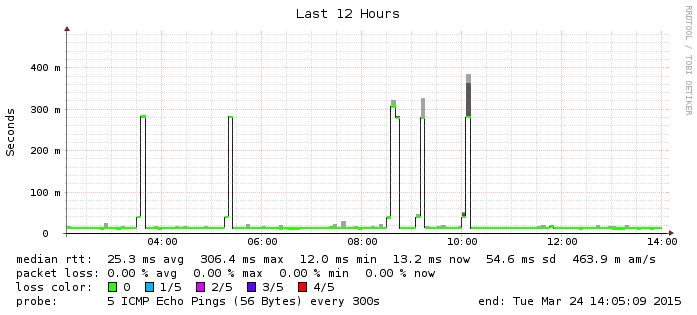 Last 12 Hours
RRDTOOL / TOBI OETIKER
Seconds
400 m
300 m
200 m
100 m
0
04:00 06:00 08:00 10:00 12:00 14:00
median rtt: 25.3 ms avg 306.4 ms max 12.0 ms min 13.2 ms now 54.6 ms sd 463.9 m am/s
packet loss: 0.00 % avg 0.00 % max 0.00 % min 0.00 % now
loss color: 0 1/5 2/5 3/5 4/5
probe: 5 ICMP Echo Pings (56 Bytes) every 300s end: Tue Mar 24 14:05:09 2015